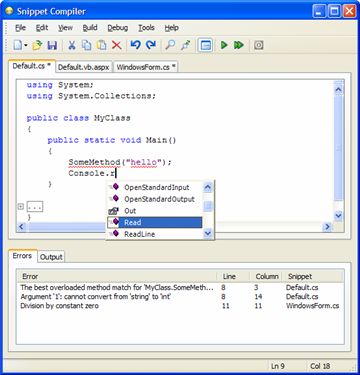 Snippet Compiler
File Edit View Build Tools Window Help
Default.cs * Default.vb.aspx WindowsForm.cs *
using System;
using System.Collections;
public class MyClass
{
public static void Main()
{
SomeMethod("hello");
Console.r
}
...
}
OpenStandardInput
OpenStandardOutput
Out
Read
ReadLine
Errors Output
Error Line Column Snippet
The best overloaded method match for 'MyClass.SomeMeth... 8 3 Default.cs
Argument '1': cannot convert from 'string' to 'int' 8 14 Default.cs
Division by constant zero 11 11 WindowsForm.cs
Ln 9 Col 18